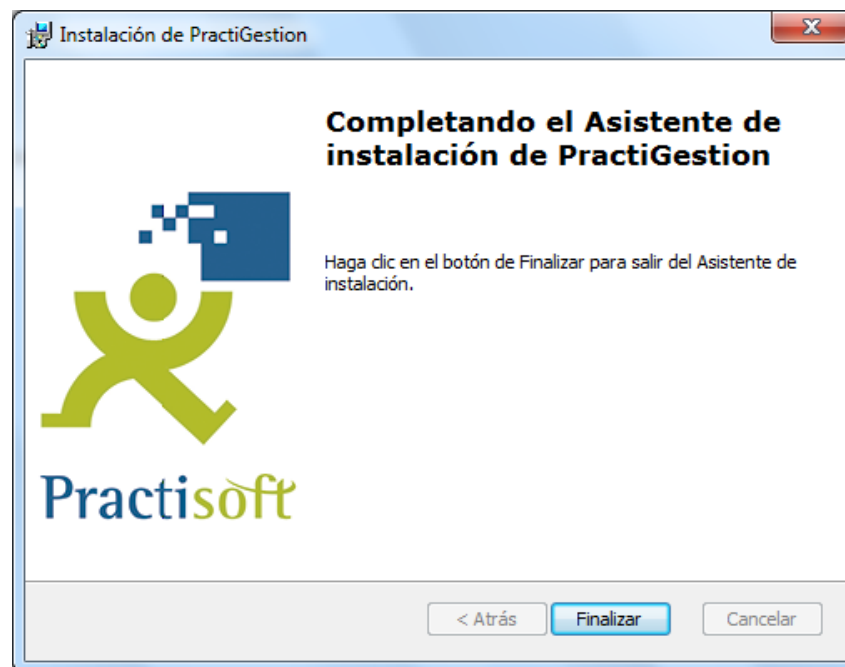 Instalación de PractiGestion
Completando el Asistente de
instalación de PractiGestion
Haga clic en el botón de Finalizar para salir del Asistente de
instalación.
Practisoft
< Atrás
Finalizar
Cancelar